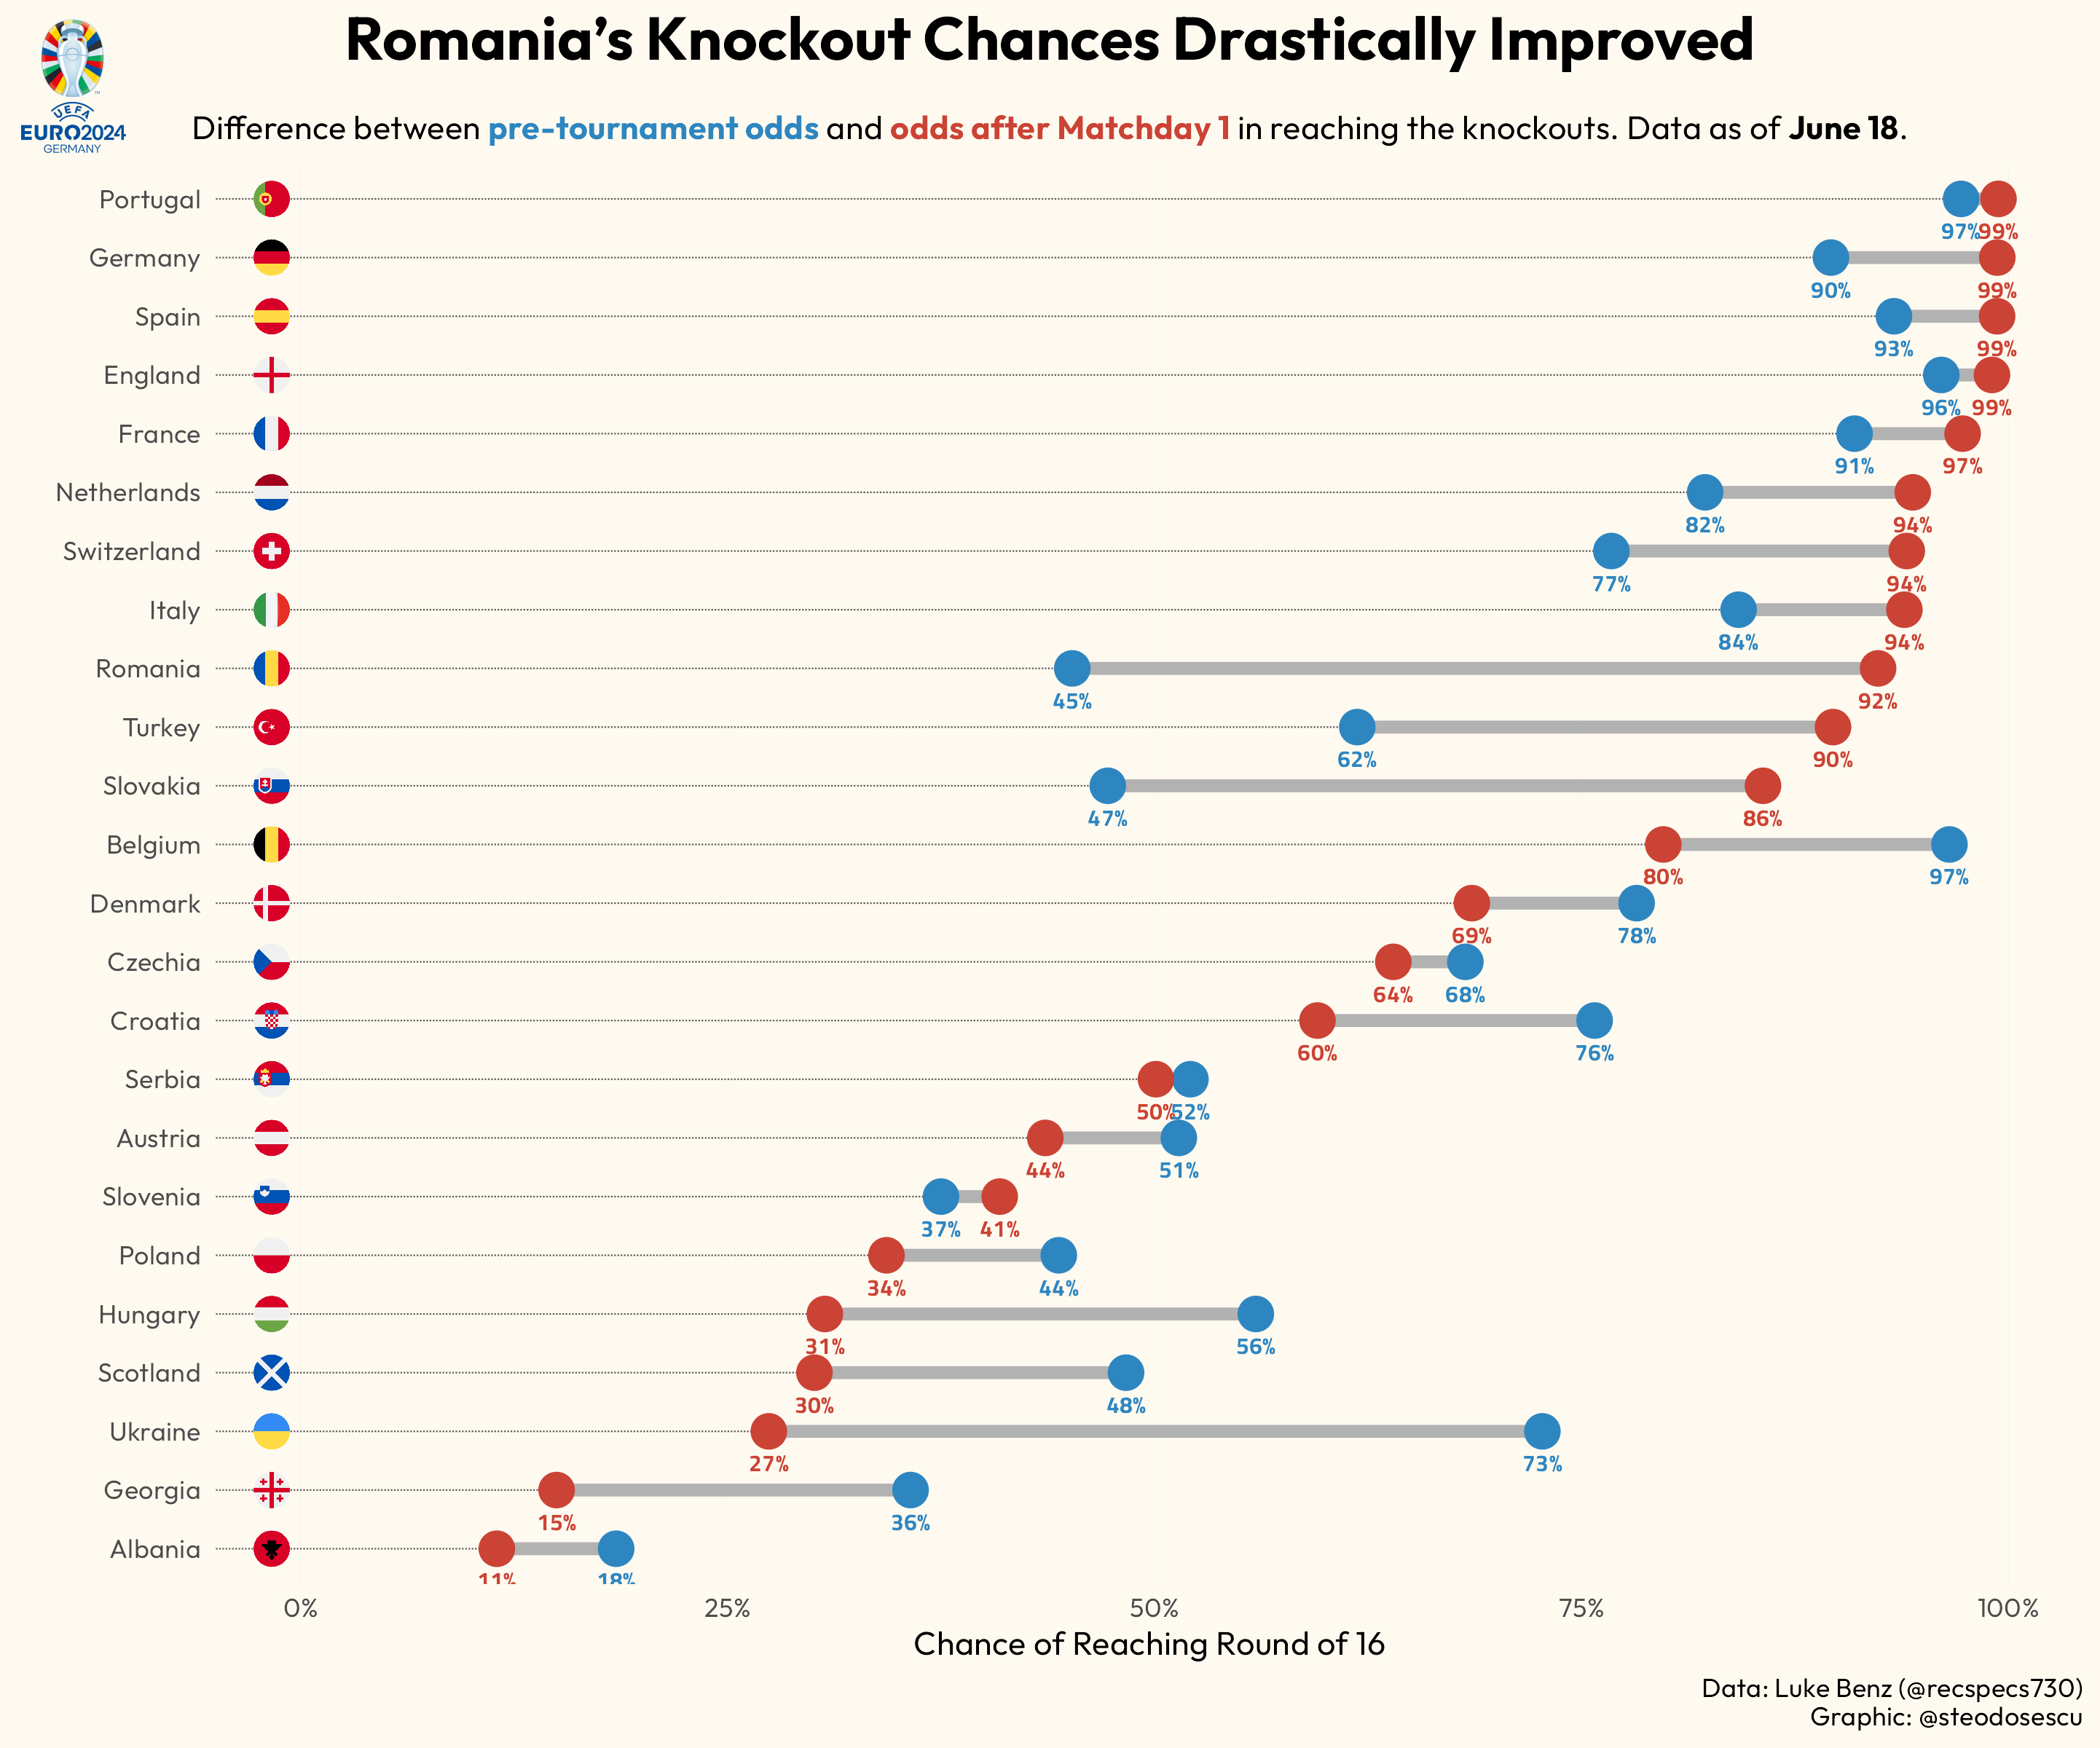 Romania’s Knockout Chances Drastically Improved
UEFA
EURO2024
GERMANY
Difference between pre-tournament odds and odds after Matchday 1 in reaching the knockouts. Data as of June 18.
Portugal
97% 99%
Germany
90% 99%
Spain
93% 99%
England
96% 99%
France
91% 97%
Netherlands
82% 94%
Switzerland
77% 94%
Italy
84% 94%
Romania
45% 92%
Turkey
62% 90%
Slovakia
47% 86%
Belgium
80% 97%
Denmark
69% 78%
Czechia
64% 68%
Croatia
60% 76%
Serbia
50% 52%
Austria
44% 51%
Slovenia
37% 41%
Poland
34% 44%
Hungary
31% 56%
Scotland
30% 48%
Ukraine
27% 73%
Georgia
15% 36%
Albania
11% 18%
0% 25% 50% 75% 100%
Chance of Reaching Round of 16
Data: Luke Benz (@recspecs730)
Graphic: @steodosescu